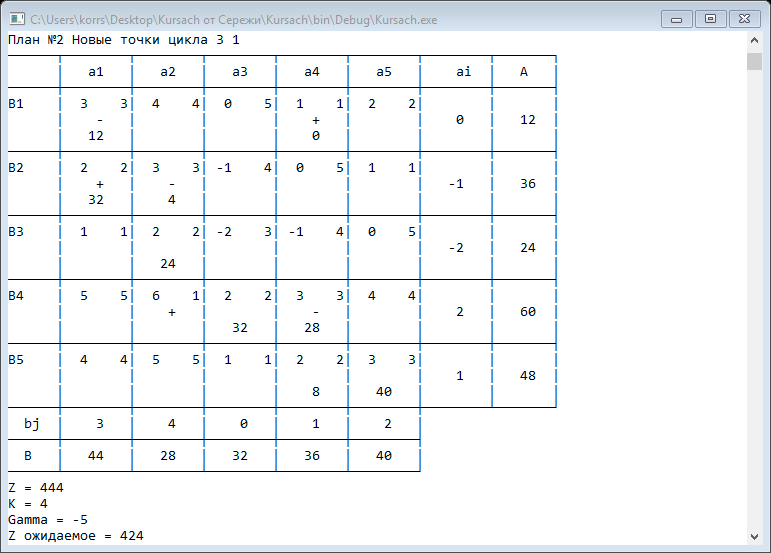 C:\Users\korrs\Desktop\Kursach от Сережи\Kursach\bin\Debug\Kursach.exe
План №2 Новые точки цикла 3 1
a1 a2 a3 a4 a5 ai A
B1 3 3 4 4 0 5 1 1 2 2
- + 0 12
12 0
B2 2 2 3 3 -1 4 0 5 1 1
+ - -1 36
32 4
B3 1 1 2 2 -2 3 -1 4 0 5
-2 24
24
B4 5 5 6 1 2 2 3 3 4 4
+ - 2 60
32 28
B5 4 4 5 5 1 1 2 2 3 3
1 48
8 40
bj 3 4 0 1 2
B 44 28 32 36 40
Z = 444
K = 4
Gamma = -5
Z ожидаемое = 424